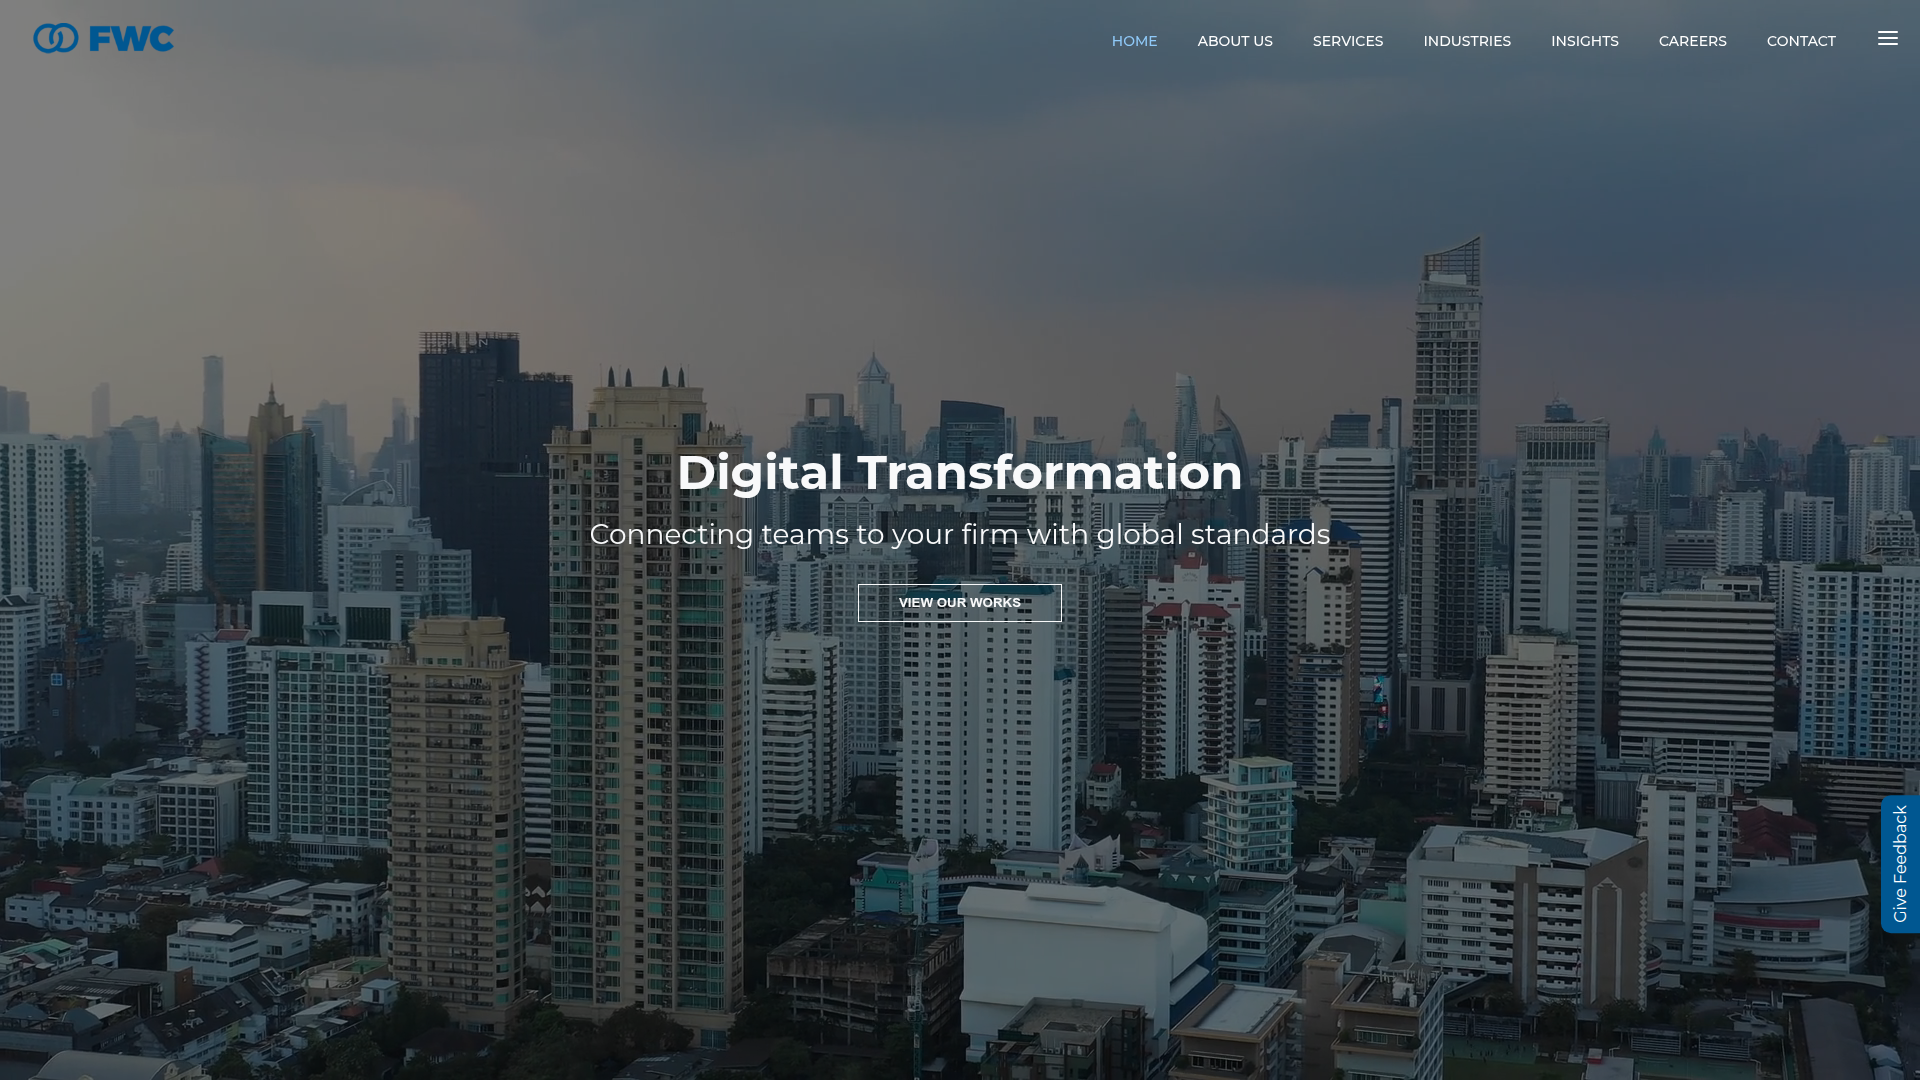 FWC
HOME ABOUT US SERVICES INDUSTRIES INSIGHTS CAREERS CONTACT
Digital Transformation
Connecting teams to your firm with global standards
VIEW OUR WORKS
Give Feedback